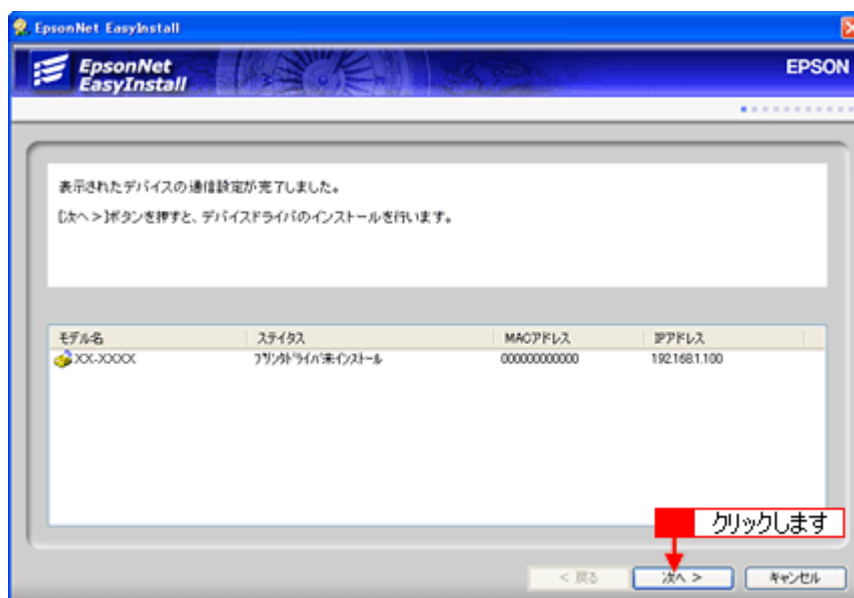 EpsonNet EasyInstall
EpsonNet
EasyInstall
EPSON
表示されたデバイスの通信設定が完了しました。
[次へ >]ボタンを押すと、デバイスドライバのインストールを行います。
モデル名 ステイタス MACアドレス IPアドレス
XX-XXXX プリンタドライバ未インストール 000000000000 192.168.1.100
クリックします
< 戻る 次へ > キャンセル